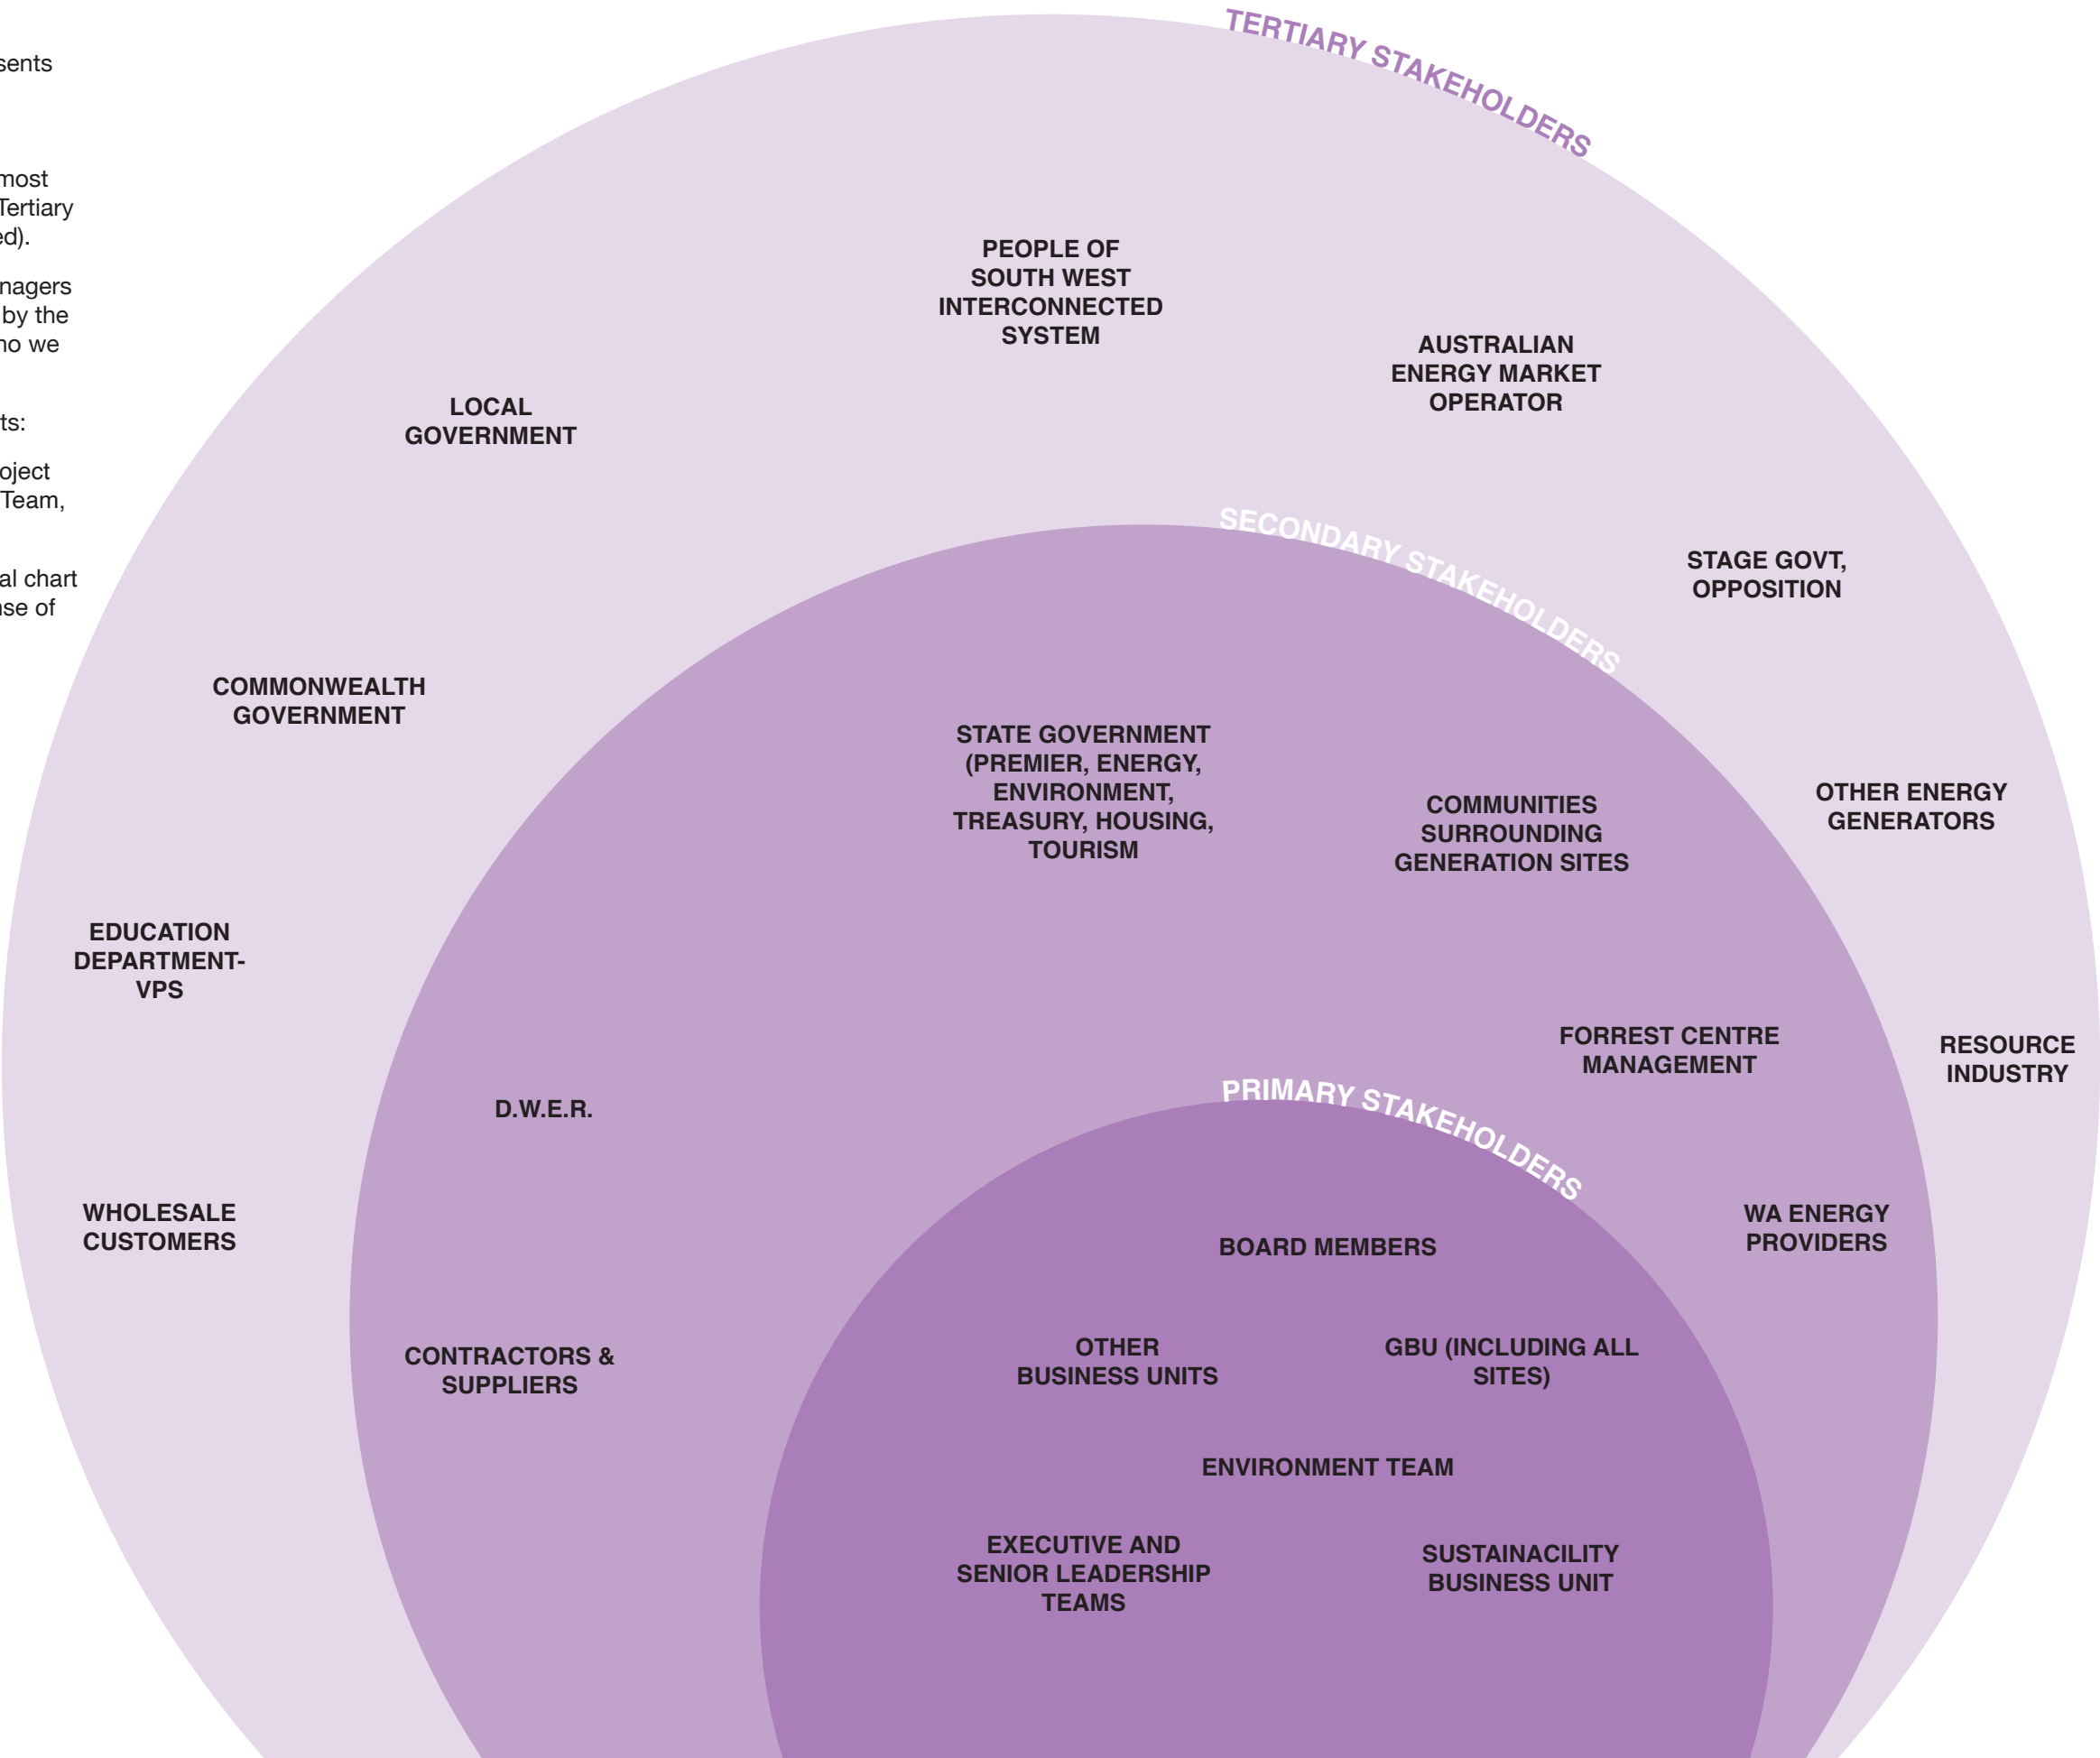 sents
most
Tertiary
ed).
nagers
by the
no we
ts:
oject
Team,
al chart
nse of
TERTIARY STAKEHOLDERS
PEOPLE OF
SOUTH WEST
INTERCONNECTED
SYSTEM
AUSTRALIAN
ENERGY MARKET
OPERATOR
LOCAL
GOVERNMENT
STAGE GOVT,
OPPOSITION
COMMONWEALTH
GOVERNMENT
OTHER ENERGY
GENERATORS
EDUCATION
DEPARTMENT-
VPS
RESOURCE
INDUSTRY
WHOLESALE
CUSTOMERS
SECONDARY STAKEHOLDERS
STATE GOVERNMENT
(PREMIER, ENERGY,
ENVIRONMENT,
TREASURY, HOUSING,
TOURISM
COMMUNITIES
SURROUNDING
GENERATION SITES
FORREST CENTRE
MANAGEMENT
D.W.E.R.
WA ENERGY
PROVIDERS
CONTRACTORS &
SUPPLIERS
PRIMARY STAKEHOLDERS
BOARD MEMBERS
OTHER
BUSINESS UNITS
GBU (INCLUDING ALL
SITES)
ENVIRONMENT TEAM
EXECUTIVE AND
SENIOR LEADERSHIP
TEAMS
SUSTAINACILITY
BUSINESS UNIT